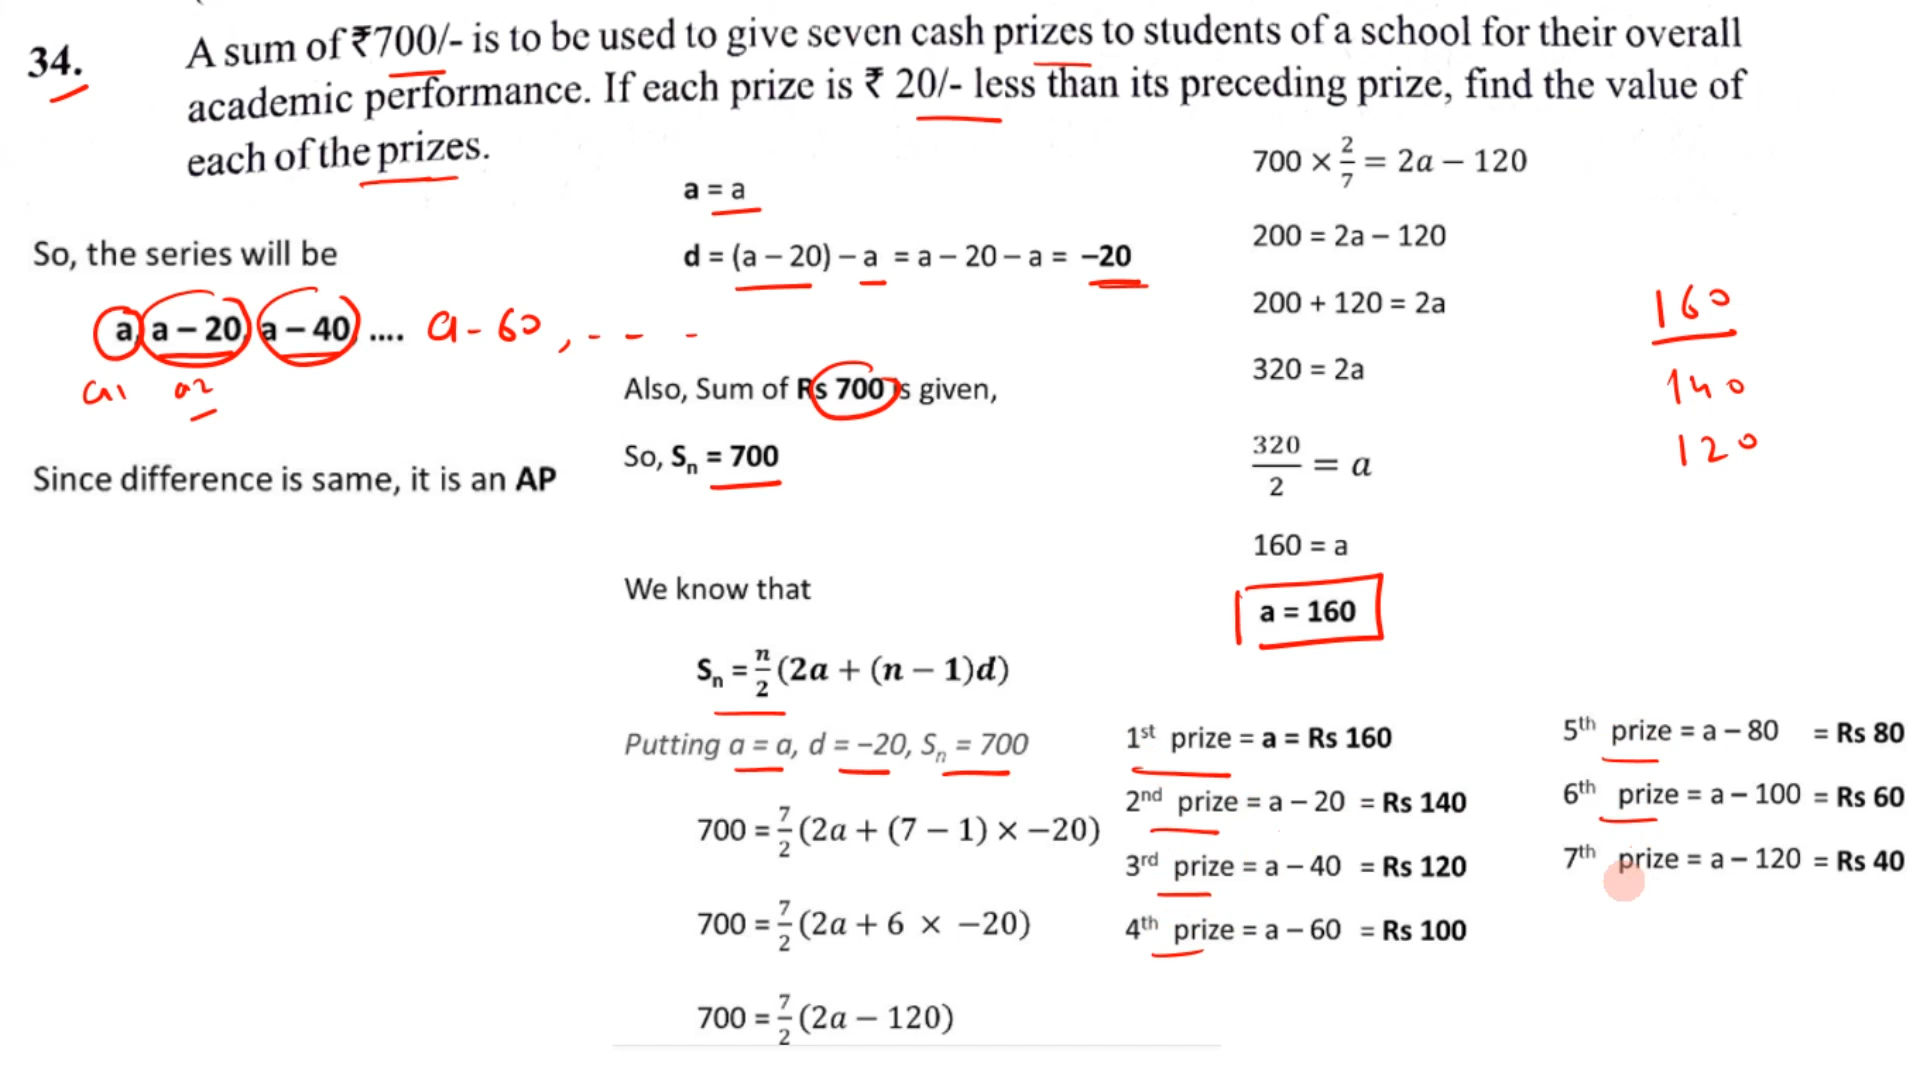 34. A sum of ₹700/- is to be used to give seven cash prizes to students of a school for their overall
academic performance. If each prize is ₹ 20/- less than its preceding prize, find the value of
each of the prizes.
So, the series will be
a, a – 20, a – 40, .... a - 60, - - -
a1 a2
Since difference is same, it is an AP
a = a
d = (a – 20) – a = a – 20 – a = –20
Also, Sum of Rs 700 is given,
So, Sn = 700
We know that
Sn = n/2 (2a + (n − 1)d)
Putting a = a, d = −20, Sn = 700
700 = 7/2 (2a + (7 − 1) × −20)
700 = 7/2 (2a + 6 × −20)
700 = 7/2 (2a − 120)
700 × 2/7 = 2a − 120
200 = 2a – 120
200 + 120 = 2a
320 = 2a
320/2 = a
160 = a
a = 160
160
140
120
1st prize = a = Rs 160
2nd prize = a – 20 = Rs 140
3rd prize = a – 40 = Rs 120
4th prize = a – 60 = Rs 100
5th prize = a – 80 = Rs 80
6th prize = a – 100 = Rs 60
7th prize = a – 120 = Rs 40